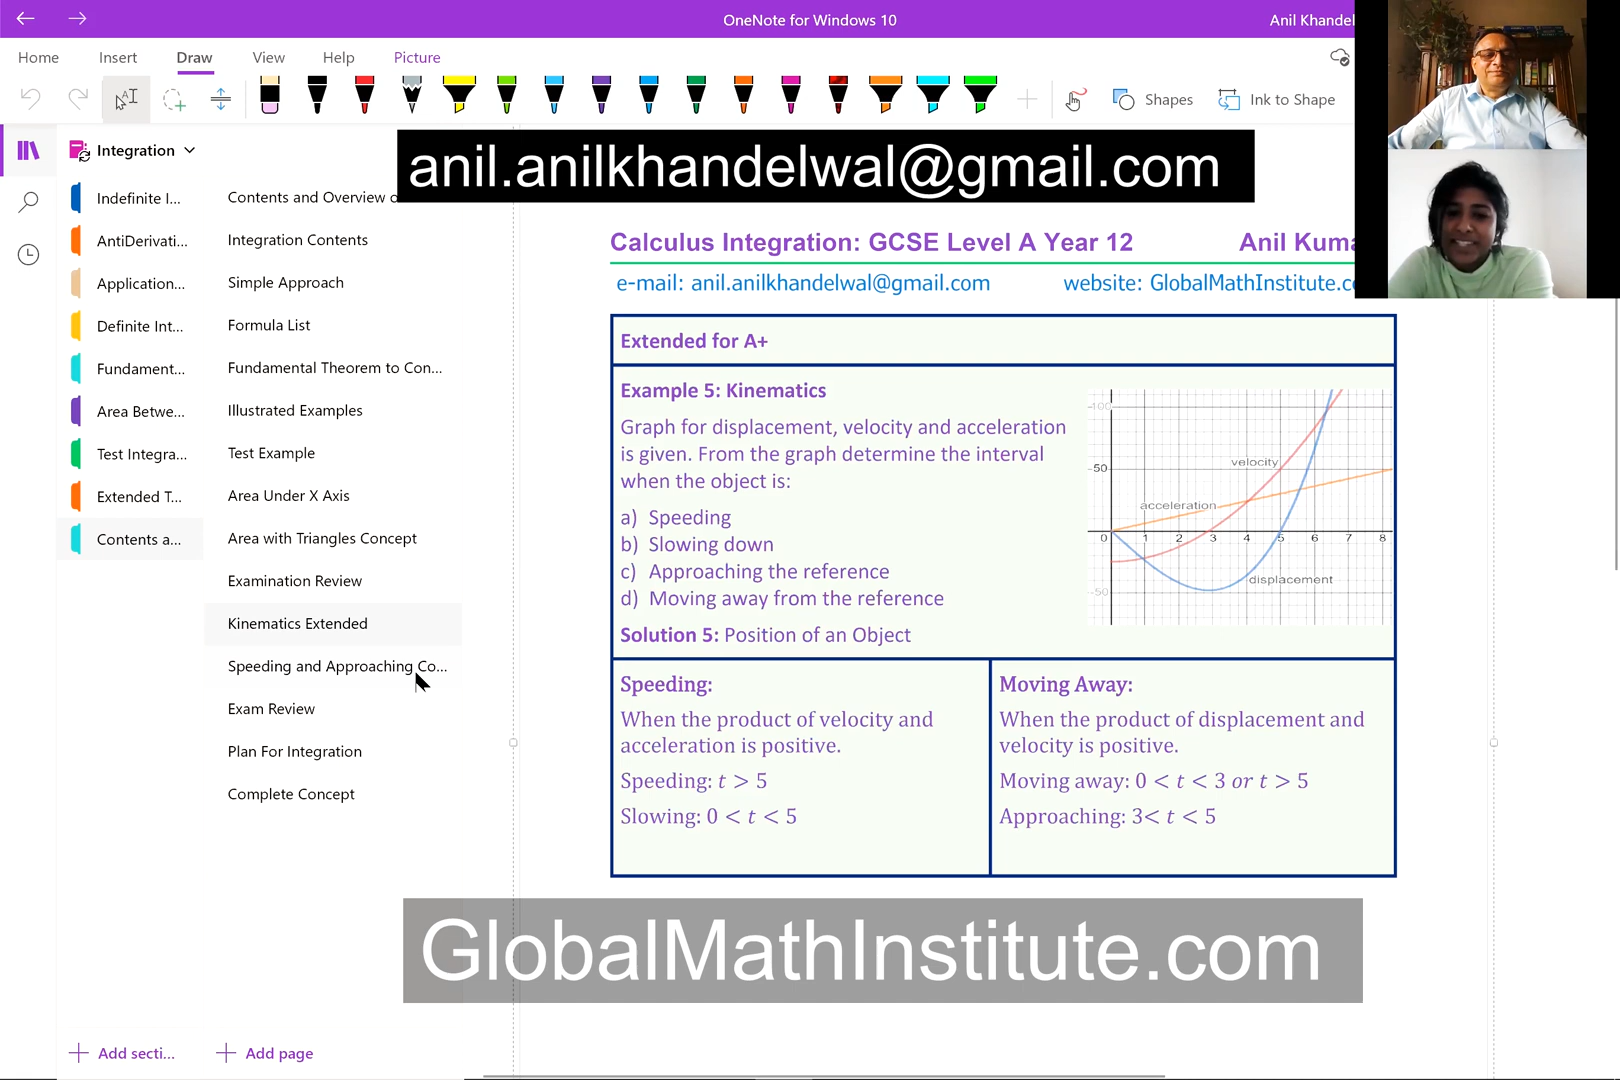 OneNote for Windows 10
Anil Khandel
Home Insert Draw View Help Picture
Shapes
Ink to Shape
Integration
anil.anilkhandelwal@gmail.com
Indefinite I...
AntiDerivati...
Application...
Definite Int...
Fundament...
Area Betwe...
Test Integra...
Extended T...
Contents a...
Contents and Overview o
Integration Contents
Simple Approach
Formula List
Fundamental Theorem to Con...
Illustrated Examples
Test Example
Area Under X Axis
Area with Triangles Concept
Examination Review
Kinematics Extended
Speeding and Approaching Co...
Exam Review
Plan For Integration
Complete Concept
Add secti...
Add page
Calculus Integration: GCSE Level A Year 12 Anil Kuma
e-mail: anil.anilkhandelwal@gmail.com website: GlobalMathInstitute.co
Extended for A+
Example 5: Kinematics
Graph for displacement, velocity and acceleration
is given. From the graph determine the interval
when the object is:
a) Speeding
b) Slowing down
c) Approaching the reference
d) Moving away from the reference
Solution 5: Position of an Object
100
50
velocity
acceleration
0 1 2 3 4 5 6 7 8
displacement
-50
Speeding:
When the product of velocity and
acceleration is positive.
Speeding: t > 5
Slowing: 0 < t < 5
Moving Away:
When the product of displacement and
velocity is positive.
Moving away: 0 < t < 3 or t > 5
Approaching: 3< t < 5
GlobalMathInstitute.com